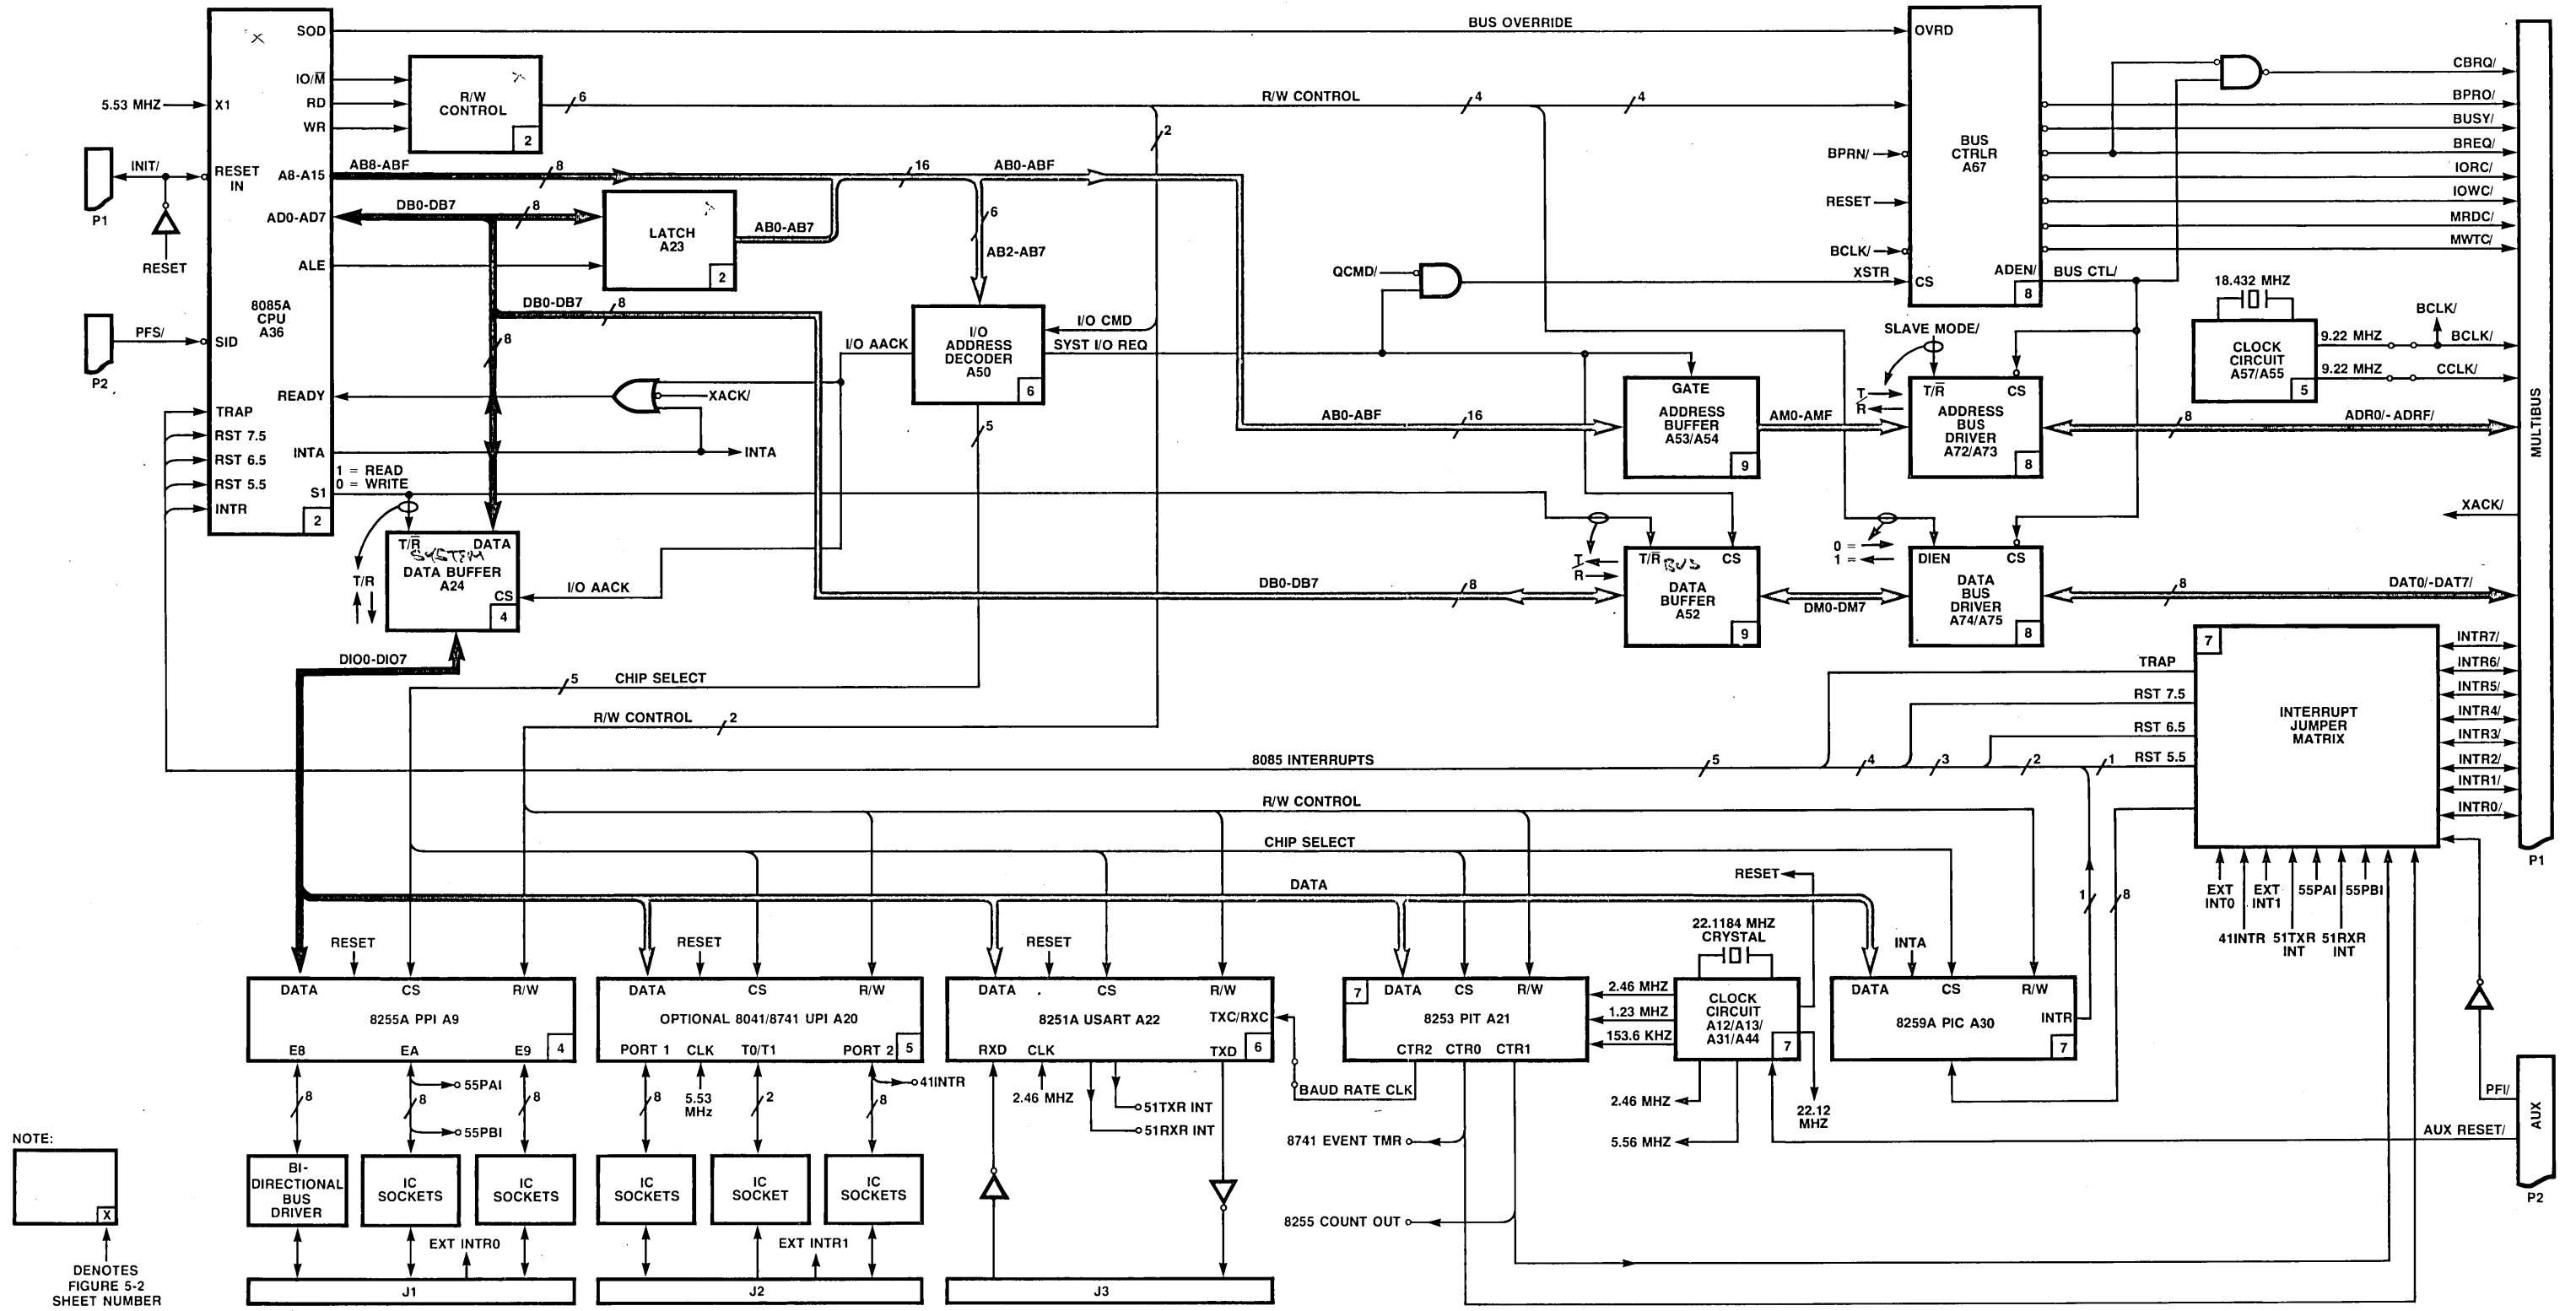 SOD
BUS OVERRIDE
OVRD
IO/M̅
RD
WR
R/W CONTROL
2
6
R/W CONTROL
4
4
2
5.53 MHZ
X1
P1
INIT/
RESET IN
RESET
A8-A15
AB8-ABF
8
16
AB0-ABF
AD0-AD7
DB0-DB7
8
LATCH A23
2
AB0-AB7
6
AB2-AB7
ALE
8085A CPU A36
2
DB0-DB7
8
8
P2
PFS/
SID
READY
TRAP
RST 7.5
RST 6.5
RST 5.5
INTR
INTA
XACK/
INTA
1 = READ
0 = WRITE
S1
T/R̅
DATA
SYSTEM
DATA BUFFER A24
CS
4
T/R
I/O AACK
I/O AACK
I/O ADDRESS DECODER A50
6
I/O CMD
SYST I/O REQ
5
QCMD/
XSTR
BPRN/
RESET
BCLK/
CS
BUS CTRLR A67
ADEN/
8
BUS CTL/
CBRQ/
BPRO/
BUSY/
BREQ/
IORC/
IOWC/
MRDC/
MWTC/
18.432 MHZ
CLOCK CIRCUIT A57/A55
5
9.22 MHZ
BCLK/
BCLK/
9.22 MHZ
CCLK/
SLAVE MODE/
T
R
T/R̅
CS
ADDRESS BUS DRIVER A72/A73
8
8
ADR0/-ADRF/
MULTIBUS
AB0-ABF
16
GATE
ADDRESS BUFFER A53/A54
9
AM0-AMF
XACK/
T
R
T/R̅
BUS
CS
DATA BUFFER A52
9
DB0-DB7
8
DM0-DM7
0 =
1 =
DIEN
CS
DATA BUS DRIVER A74/A75
8
8
DAT0/-DAT7/
DIO0-DIO7
5
CHIP SELECT
R/W CONTROL
2
8085 INTERRUPTS
5
4
3
2
1
TRAP
RST 7.5
RST 6.5
RST 5.5
7
INTERRUPT JUMPER MATRIX
INTR7/
INTR6/
INTR5/
INTR4/
INTR3/
INTR2/
INTR1/
INTR0/
P1
R/W CONTROL
CHIP SELECT
DATA
1
8
EXT INT0
41INTR
EXT INT1
51TXR INT
55PAI
51RXR INT
55PBI
RESET
DATA
CS
R/W
8255A PPI A9
E8
EA
E9
4
RESET
DATA
CS
R/W
OPTIONAL 8041/8741 UPI A20
PORT 1
CLK
T0/T1
PORT 2
5
RESET
DATA
CS
R/W
8251A USART A22
TXC/RXC
RXD
CLK
TXD
6
7
DATA
CS
R/W
8253 PIT A21
CTR2
CTR0
CTR1
2.46 MHZ
1.23 MHZ
153.6 KHZ
RESET
22.1184 MHZ CRYSTAL
CLOCK CIRCUIT A12/A13/ A31/A44
7
INTA
DATA
CS
R/W
8259A PIC A30
INTR
7
8
8
55PAI
55PBI
8
8
5.53 MHz
2
8
41INTR
2.46 MHZ
51TXR INT
51RXR INT
BAUD RATE CLK
8741 EVENT TMR
8255 COUNT OUT
2.46 MHZ
5.56 MHZ
22.12 MHZ
PFI/
AUX RESET/
AUX
P2
BI-DIRECTIONAL BUS DRIVER
IC SOCKETS
IC SOCKETS
IC SOCKETS
IC SOCKET
IC SOCKETS
EXT INTR0
EXT INTR1
J1
J2
J3
NOTE:
X
DENOTES
FIGURE 5-2
SHEET NUMBER